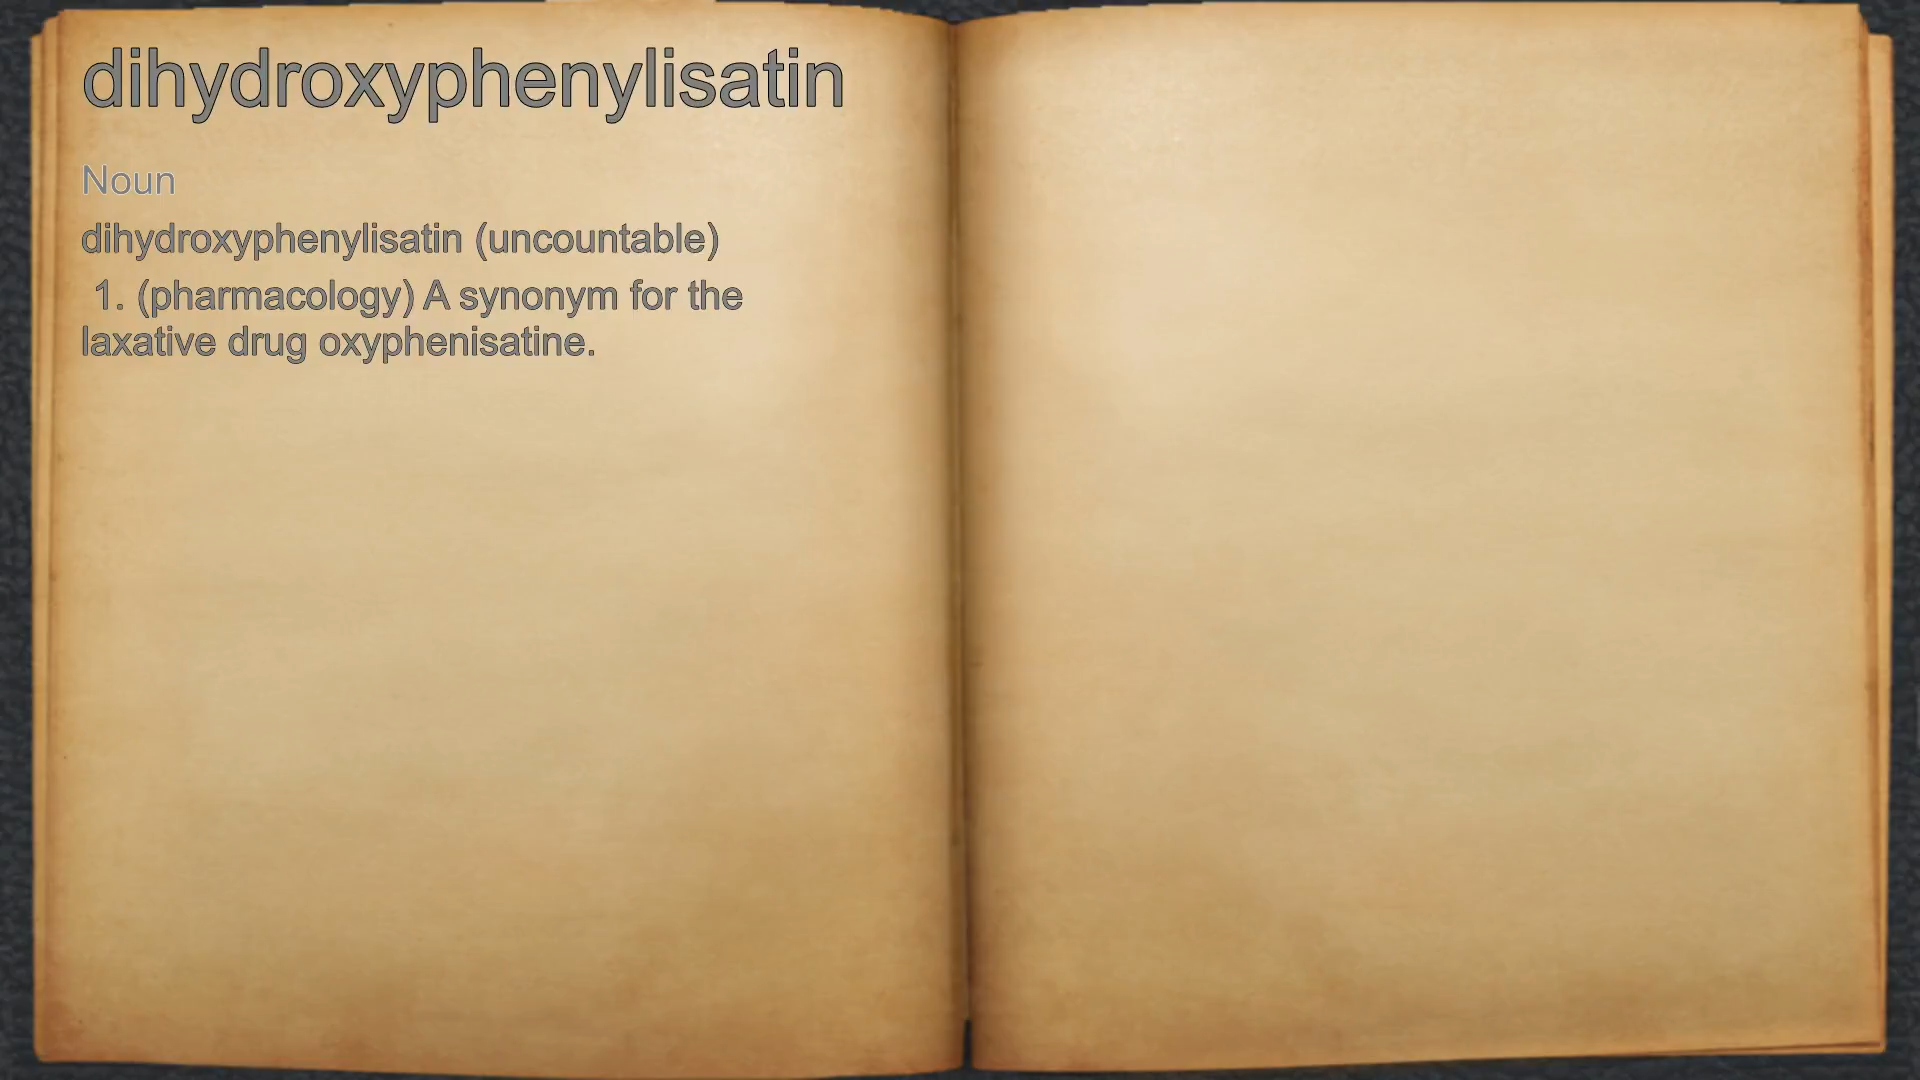 dihydroxyphenylisatin
Noun
dihydroxyphenylisatin (uncountable)
1. (pharmacology) A synonym for the
laxative drug oxyphenisatine.